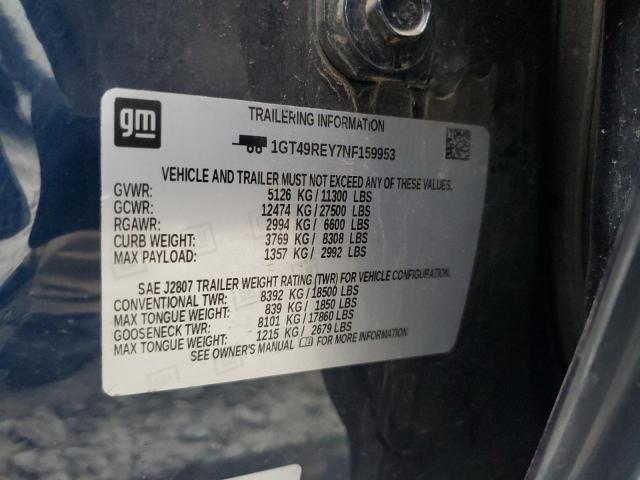 gm
TRAILERING INFORMATION
1GT49REY7NF159953
VEHICLE AND TRAILER MUST NOT EXCEED ANY OF THESE VALUES.
GVWR: 5126 KG / 11300 LBS
GCWR: 12474 KG / 27500 LBS
RGAWR: 2994 KG / 6600 LBS
CURB WEIGHT: 3769 KG / 8308 LBS
MAX PAYLOAD: 1357 KG / 2992 LBS
SAE J2807 TRAILER WEIGHT RATING (TWR) FOR VEHICLE CONFIGURATION.
CONVENTIONAL TWR: 8392 KG / 18500 LBS
MAX TONGUE WEIGHT: 839 KG / 1850 LBS
GOOSENECK TWR: 8101 KG / 17860 LBS
MAX TONGUE WEIGHT: 1215 KG / 2679 LBS
SEE OWNER'S MANUAL FOR MORE INFORMATION